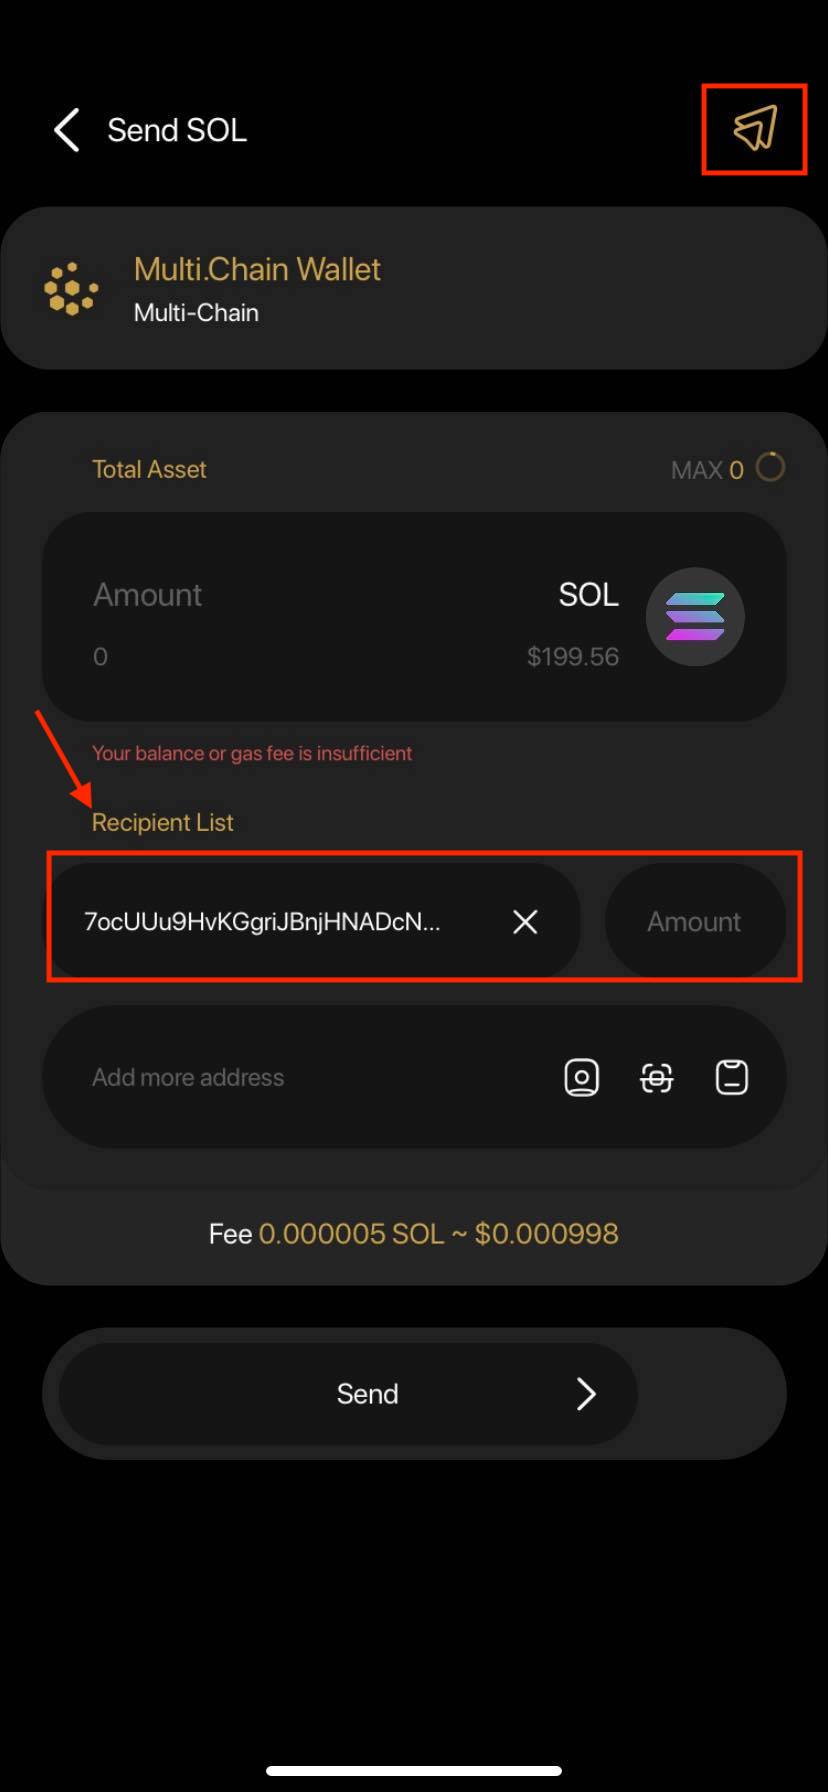 Send SOL
Multi.Chain Wallet
Multi-Chain
Total Asset
MAX 0
Amount
SOL
0
$199.56
Your balance or gas fee is insufficient
Recipient List
7ocUUu9HvKGgriJBnjHNADcN...
Amount
Add more address
Fee 0.000005 SOL ~ $0.000998
Send